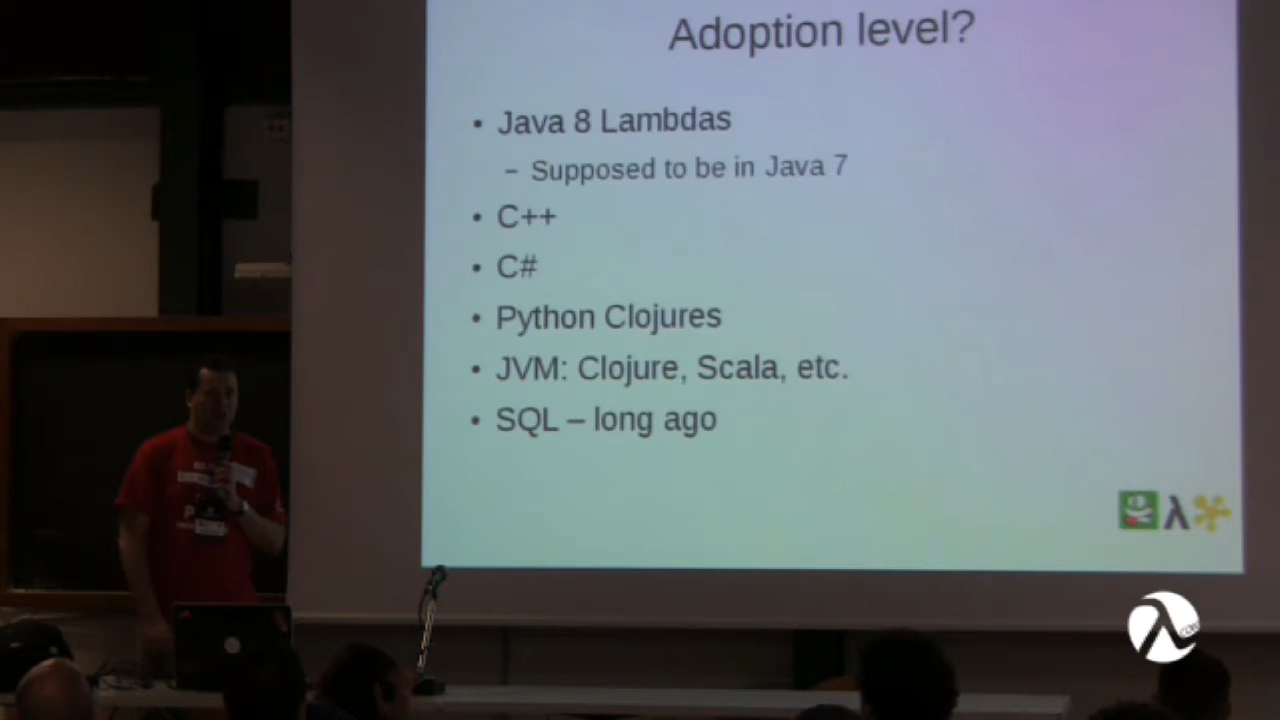 Adoption level?
• Java 8 Lambdas
– Supposed to be in Java 7
• C++
• C#
• Python Clojures
• JVM: Clojure, Scala, etc.
• SQL – long ago
λ